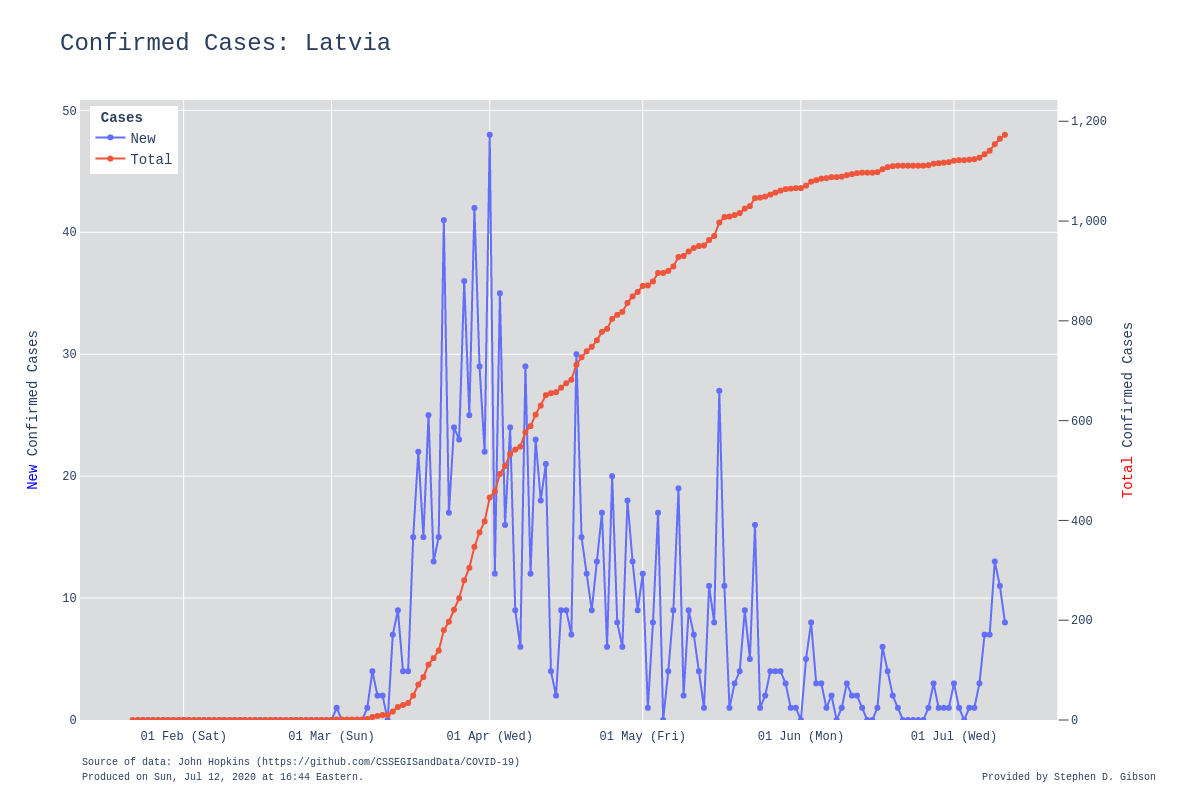 Confirmed Cases: Latvia
Cases
New
Total
50
40
30
20
10
0
1,200
1,000
800
600
400
200
0
New Confirmed Cases
Total Confirmed Cases
01 Feb (Sat) 01 Mar (Sun) 01 Apr (Wed) 01 May (Fri) 01 Jun (Mon) 01 Jul (Wed)
Source of data: John Hopkins (https://github.com/CSSEGISandData/COVID-19)
Produced on Sun, Jul 12, 2020 at 16:44 Eastern.
Provided by Stephen D. Gibson